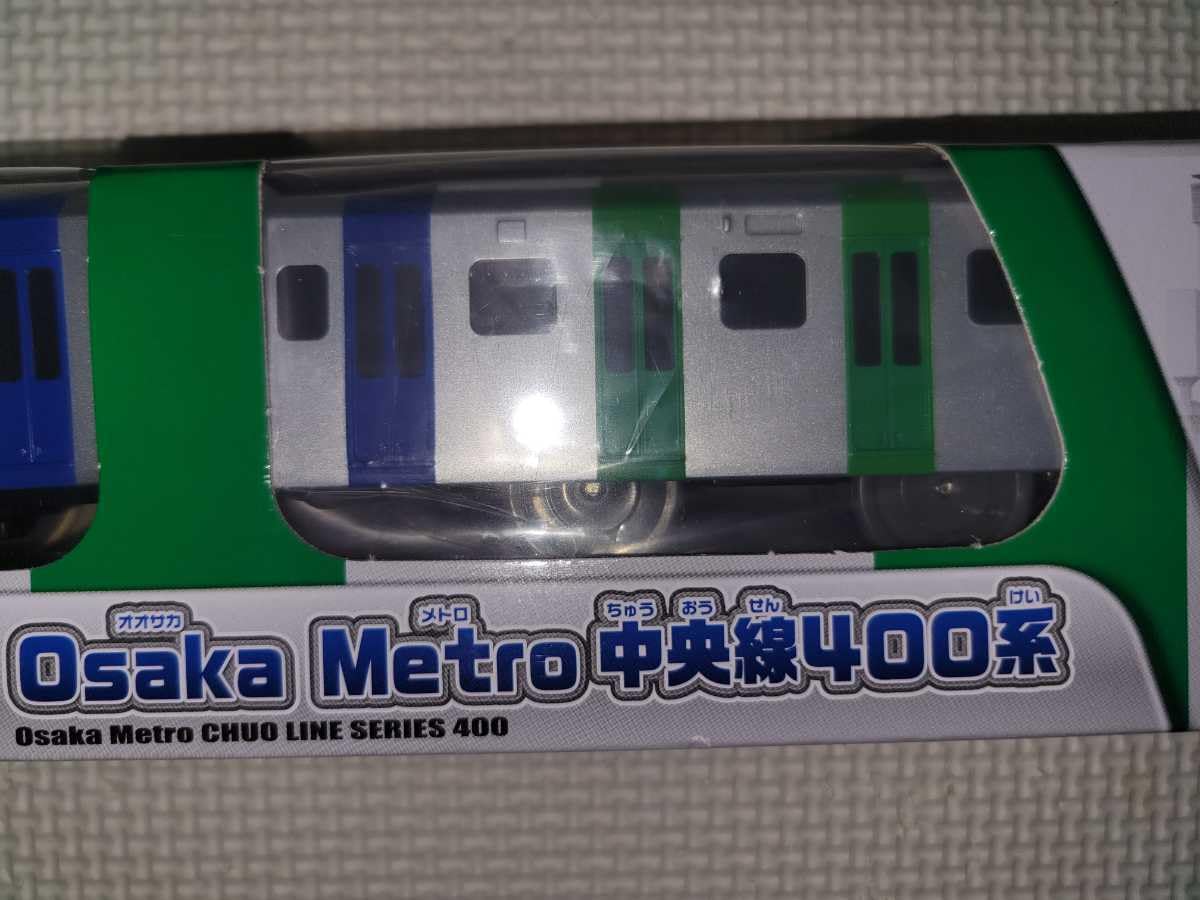 オオサカ メトロ ちゅう おう せん けい
Osaka Metro 中央線400系
Osaka Metro CHUO LINE SERIES 400